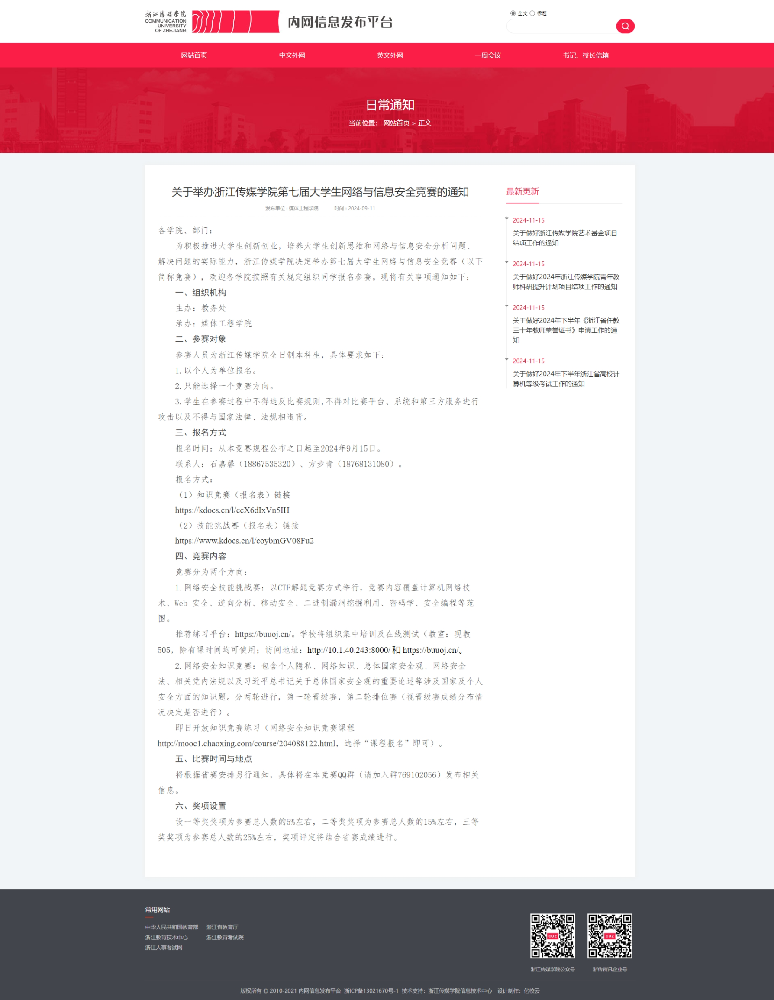 浙江传媒学院
COMMUNICATION
UNIVERSITY
OF ZHEJIANG
内网信息发布平台
全文 标题
网站首页 中文外网 英文外网 一周会议 书记、校长信箱
日常通知
当前位置： 网站首页 > 正文
关于举办浙江传媒学院第七届大学生网络与信息安全竞赛的通知
发布单位 : 媒体工程学院 时间 : 2024-09-11
各学院、部门：
为积极推进大学生创新创业，培养大学生创新思维和网络与信息安全分析问题、
解决问题的实际能力，浙江传媒学院决定举办第七届大学生网络与信息安全竞赛（以下
简称竞赛），欢迎各学院按照有关规定组织同学报名参赛。现将有关事项通知如下：
一、组织机构
主办：教务处
承办：媒体工程学院
二、参赛对象
参赛人员为浙江传媒学院全日制本科生，具体要求如下:
1.以个人为单位报名。
2.只能选择一个竞赛方向。
3.学生在参赛过程中不得违反比赛规则,不得对比赛平台、系统和第三方服务进行
攻击以及不得与国家法律、法规相违背。
三、报名方式
报名时间：从本竞赛规程公布之日起至2024年9月15日。
联系人：石嘉馨（18867535320）、方步青（18768131080）。
报名方式：
（1）知识竞赛（报名表）链接
https://kdocs.cn/l/ccX6dIxVn5IH
（2）技能挑战赛（报名表）链接
https://www.kdocs.cn/l/coybmGV08Fu2
四、竞赛内容
竞赛分为两个方向：
1.网络安全技能挑战赛：以CTF解题竞赛方式举行，竞赛内容覆盖计算机网络技
术、Web 安全、逆向分析、移动安全、二进制漏洞挖掘利用、密码学、安全编程等范
围。
推荐练习平台：https://buuoj.cn/。学校将组织集中培训及在线测试（教室：现教
505，除有课时间均可使用；访问地址：http://10.1.40.243:8000/ 和 https://buuoj.cn/。
2.网络安全知识竞赛：包含个人隐私、网络知识、总体国家安全观、网络安全
法、相关党内法规以及习近平总书记关于总体国家安全观的重要论述等涉及国家及个人
安全方面的知识题。分两轮进行，第一轮晋级赛，第二轮排位赛（视晋级赛成绩分布情
况决定是否进行）。
即日开放知识竞赛练习（网络安全知识竞赛课程
http://mooc1.chaoxing.com/course/204088122.html，选择“课程报名”即可）。
五、比赛时间与地点
将根据省赛安排另行通知，具体将在本竞赛QQ群（请加入群769102056）发布相关
信息。
六、奖项设置
设一等奖奖项为参赛总人数的5%左右，二等奖奖项为参赛总人数的15%左右，三等
奖奖项为参赛总人数的25%左右，奖项评定将结合省赛成绩进行。
最新更新
2024-11-15
关于做好浙江传媒学院艺术基金项目
结项工作的通知
2024-11-15
关于做好2024年浙江传媒学院青年教
师科研提升计划项目结项工作的通知
2024-11-15
关于做好2024年下半年《浙江省任教
三十年教师荣誉证书》申请工作的通
知
2024-11-15
关于做好2024年下半年浙江省高校计
算机等级考试工作的通知
常用网站
中华人民共和国教育部 浙江省教育厅
浙江教育技术中心 浙江教育考试院
浙江人事考试网
CUZ CUZ
浙江传媒学院公众号 浙传资讯企业号
版权所有 © 2010-2021 内网信息发布平台 浙ICP备13021670号-1 技术支持：浙江传媒学院信息技术中心 设计制作：亿校云